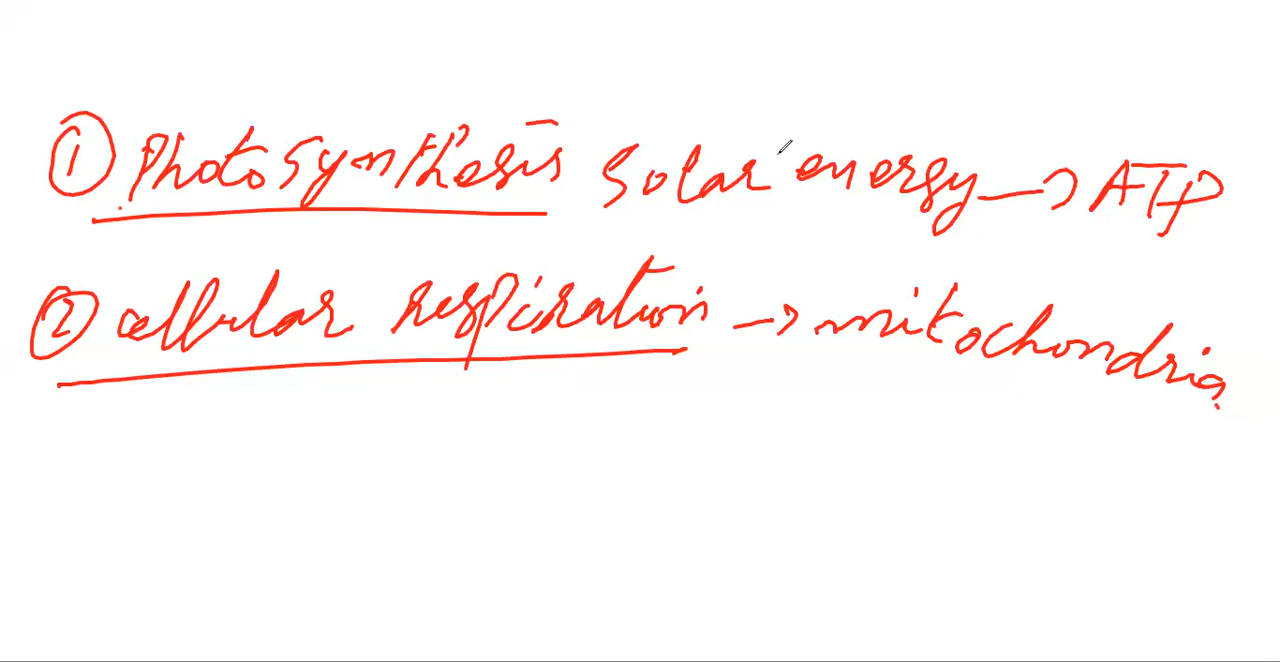 ① Photosynthesis Solar energy → ATP
② cellular respiration → mitochondria